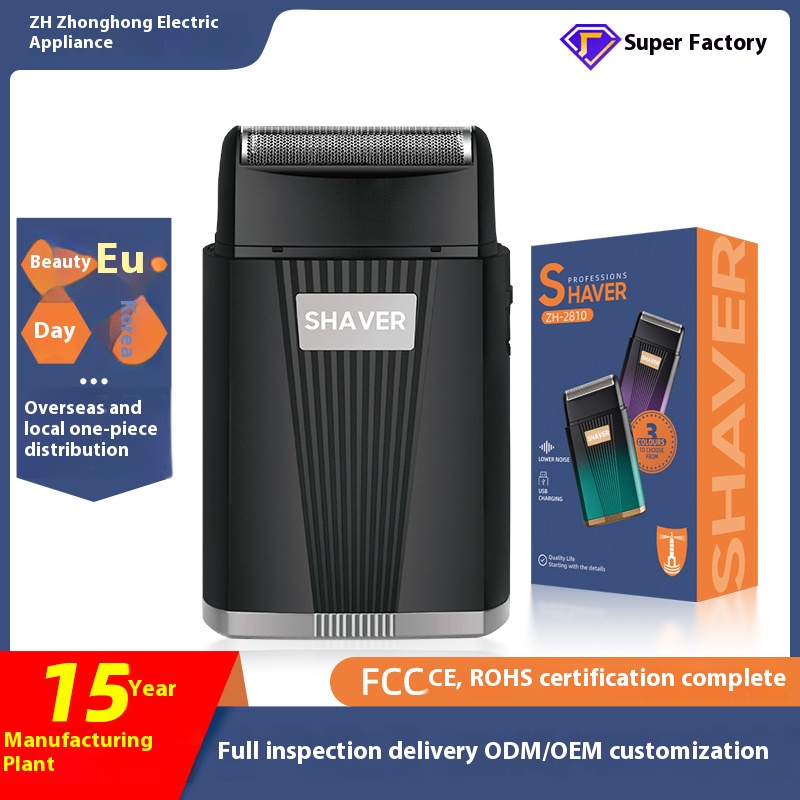 ZH Zhonghong Electric
Appliance
Super Factory
Beauty Eu
Day Korea
Overseas and
local one-piece
distribution
SHAVER
PROFESSIONS
SHAVER
ZH-2810
SHAVER
SHAVER
3
COLOURS
TO CHOOSE
FROM
LOWER NOISE
USB
CHARGING
Quality Life
Starting with the details
SHAVER
15 Year
Manufacturing
Plant
FCC CE, ROHS certification complete
Full inspection delivery ODM/OEM customization